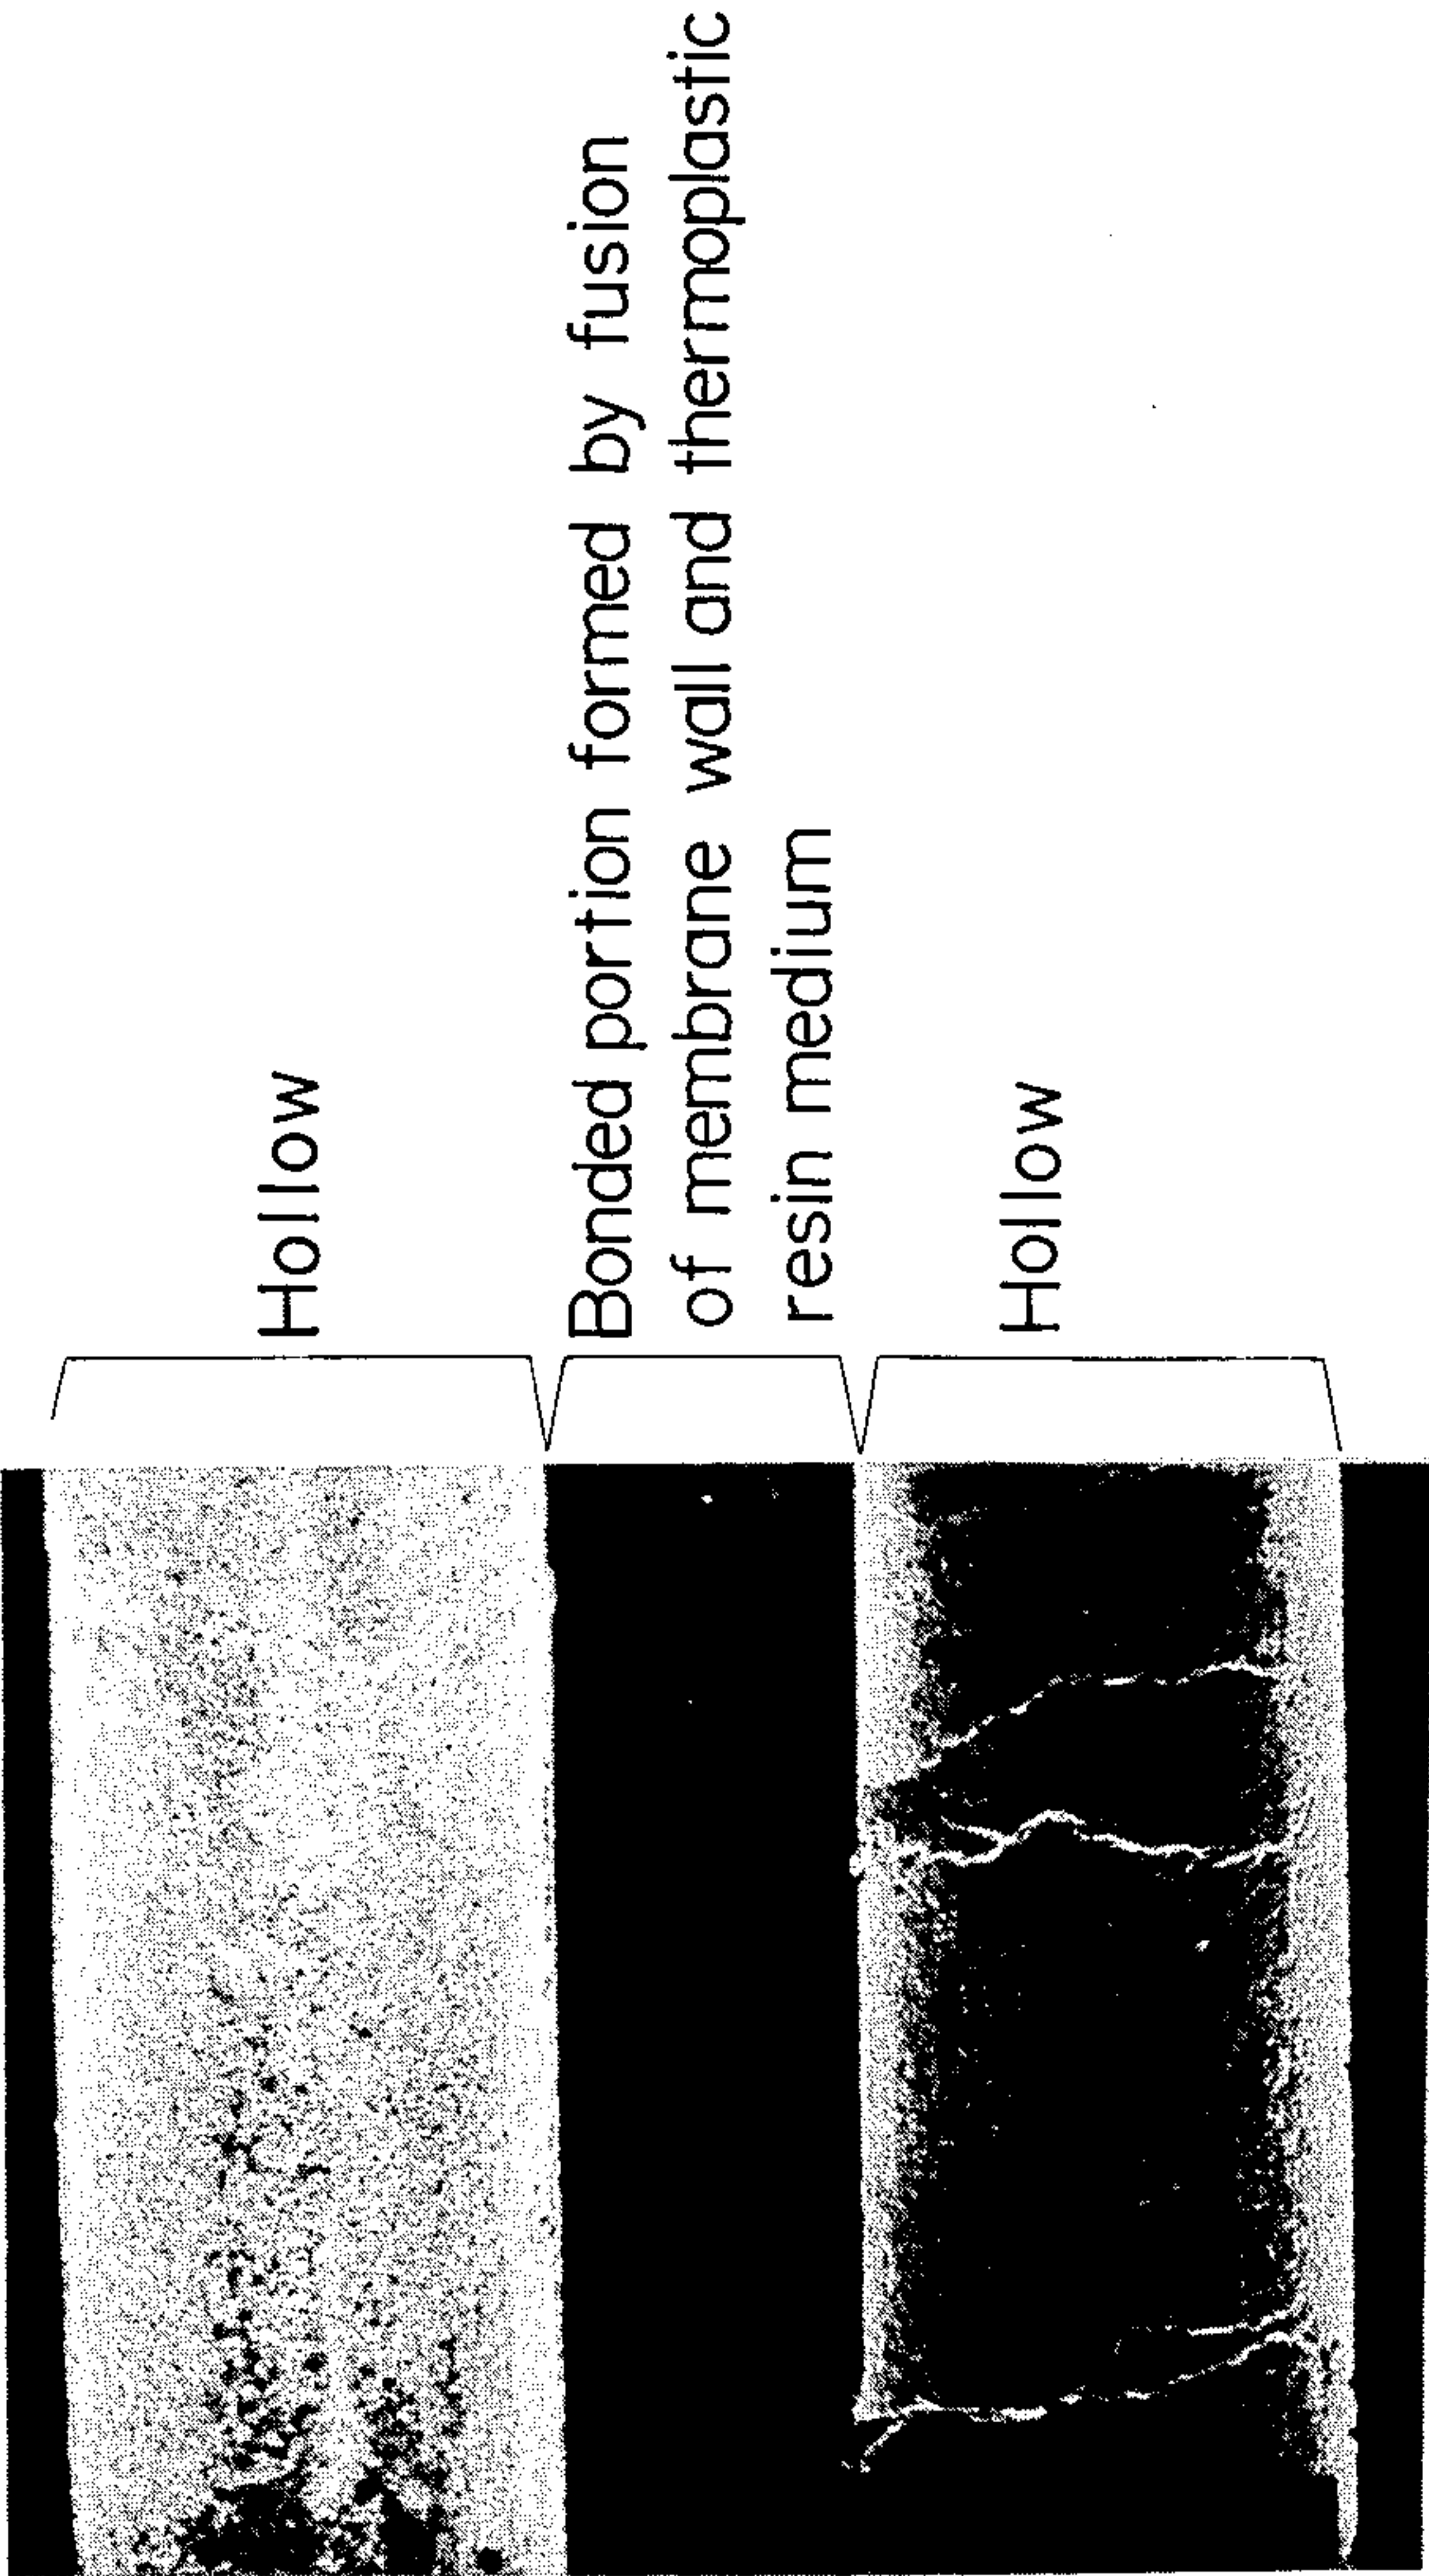 Hollow
Bonded portion formed by fusion
of membrane wall and thermoplastic
resin medium
Hollow